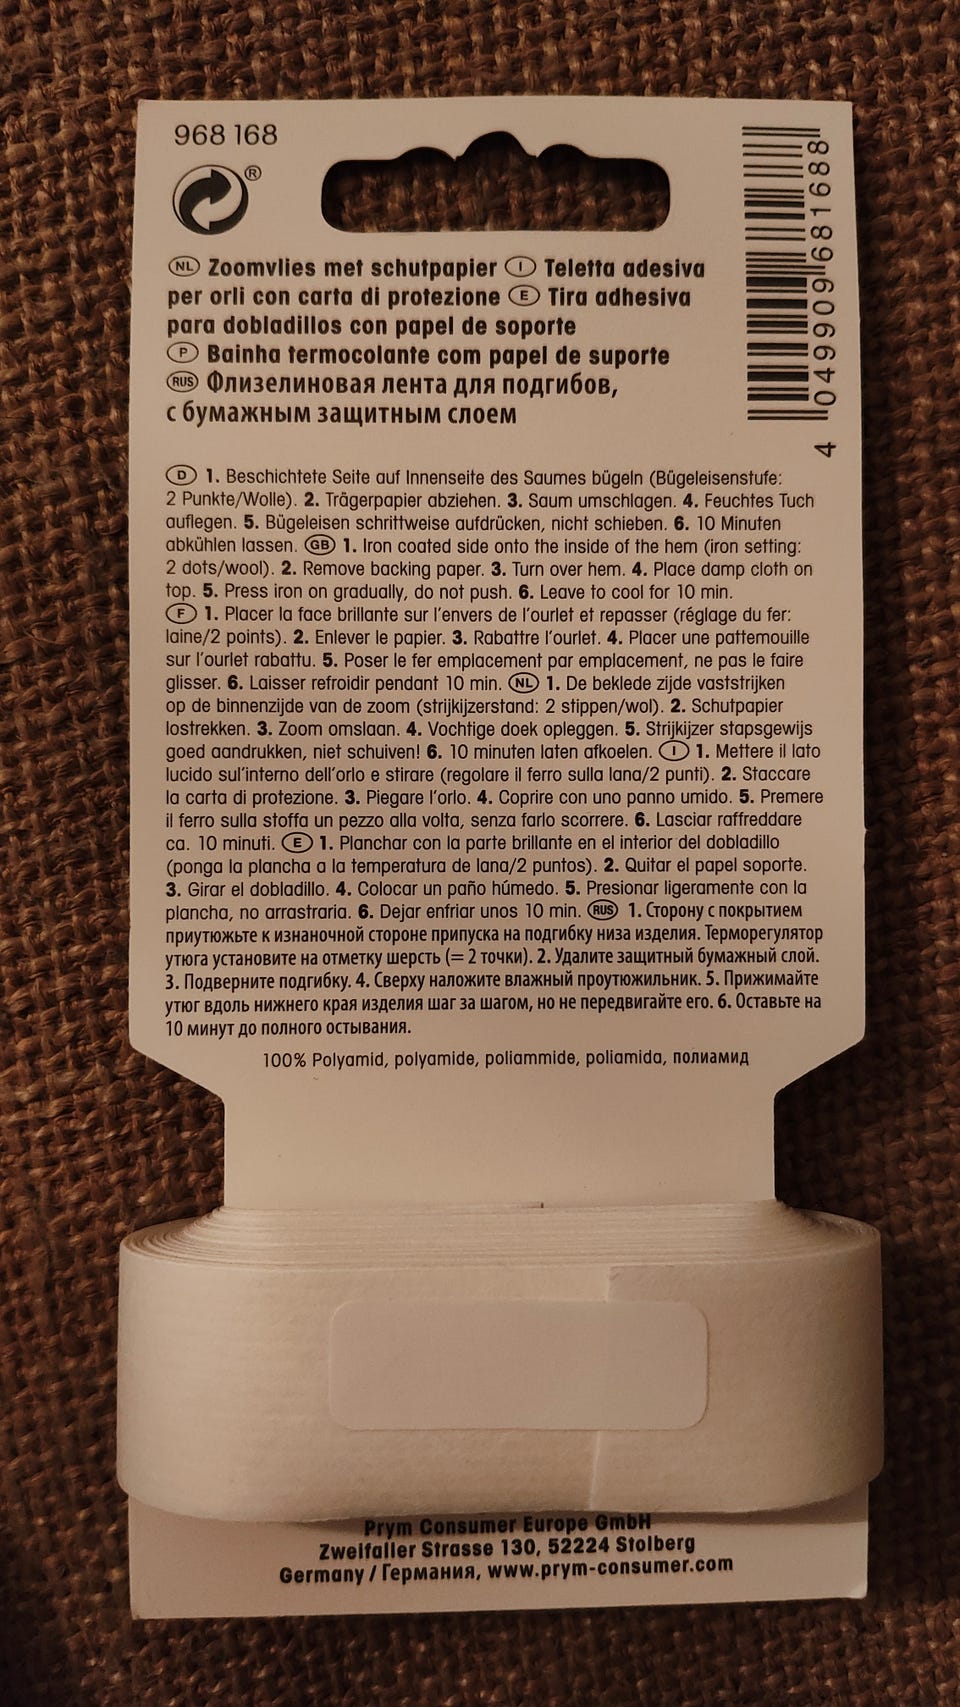 968 168
®
NL Zoomvlies met schutpapier I Teletta adesiva
per orli con carta di protezione E Tira adhesiva
para dobladillos con papel de soporte
P Bainha termocolante com papel de suporte
RUS Флизелиновая лента для подгибов,
с бумажным защитным слоем
4 049909 681688
D 1. Beschichtete Seite auf Innenseite des Saumes bügeln (Bügeleisenstufe:
2 Punkte/Wolle). 2. Trägerpapier abziehen. 3. Saum umschlagen. 4. Feuchtes Tuch
auflegen. 5. Bügeleisen schrittweise aufdrücken, nicht schieben. 6. 10 Minuten
abkühlen lassen. GB 1. Iron coated side onto the inside of the hem (iron setting:
2 dots/wool). 2. Remove backing paper. 3. Turn over hem. 4. Place damp cloth on
top. 5. Press iron on gradually, do not push. 6. Leave to cool for 10 min.
F 1. Placer la face brillante sur l'envers de l'ourlet et repasser (réglage du fer:
laine/2 points). 2. Enlever le papier. 3. Rabattre l'ourlet. 4. Placer une pattemouille
sur l'ourlet rabattu. 5. Poser le fer emplacement par emplacement, ne pas le faire
glisser. 6. Laisser refroidir pendant 10 min. NL 1. De beklede zijde vaststrijken
op de binnenzijde van de zoom (strijkijzerstand: 2 stippen/wol). 2. Schutpapier
lostrekken. 3. Zoom omslaan. 4. Vochtige doek opleggen. 5. Strijkijzer stapsgewijs
goed aandrukken, niet schuiven! 6. 10 minuten laten afkoelen. I 1. Mettere il lato
lucido sul'interno dell'orlo e stirare (regolare il ferro sulla lana/2 punti). 2. Staccare
la carta di protezione. 3. Piegare l'orlo. 4. Coprire con uno panno umido. 5. Premere
il ferro sulla stoffa un pezzo alla volta, senza farlo scorrere. 6. Lasciar raffreddare
ca. 10 minuti. E 1. Planchar con la parte brillante en el interior del dobladillo
(ponga la plancha a la temperatura de lana/2 puntos). 2. Quitar el papel soporte.
3. Girar el dobladillo. 4. Colocar un paño húmedo. 5. Presionar ligeramente con la
plancha, no arrastraria. 6. Dejar enfriar unos 10 min. RUS 1. Сторону с покрытием
приутюжьте к изнаночной стороне припуска на подгибку низа изделия. Терморегулятор
утюга установите на отметку шерсть (= 2 точки). 2. Удалите защитный бумажный слой.
3. Подверните подгибку. 4. Сверху наложите влажный проутюжильник. 5. Прижимайте
утюг вдоль нижнего края изделия шаг за шагом, но не передвигайте его. 6. Оставьте на
10 минут до полного остывания.
100% Polyamid, polyamide, poliammide, poliamida, полиамид
Prym Consumer Europe GmbH
Zweifaller Strasse 130, 52224 Stolberg
Germany / Германия, www.prym-consumer.com